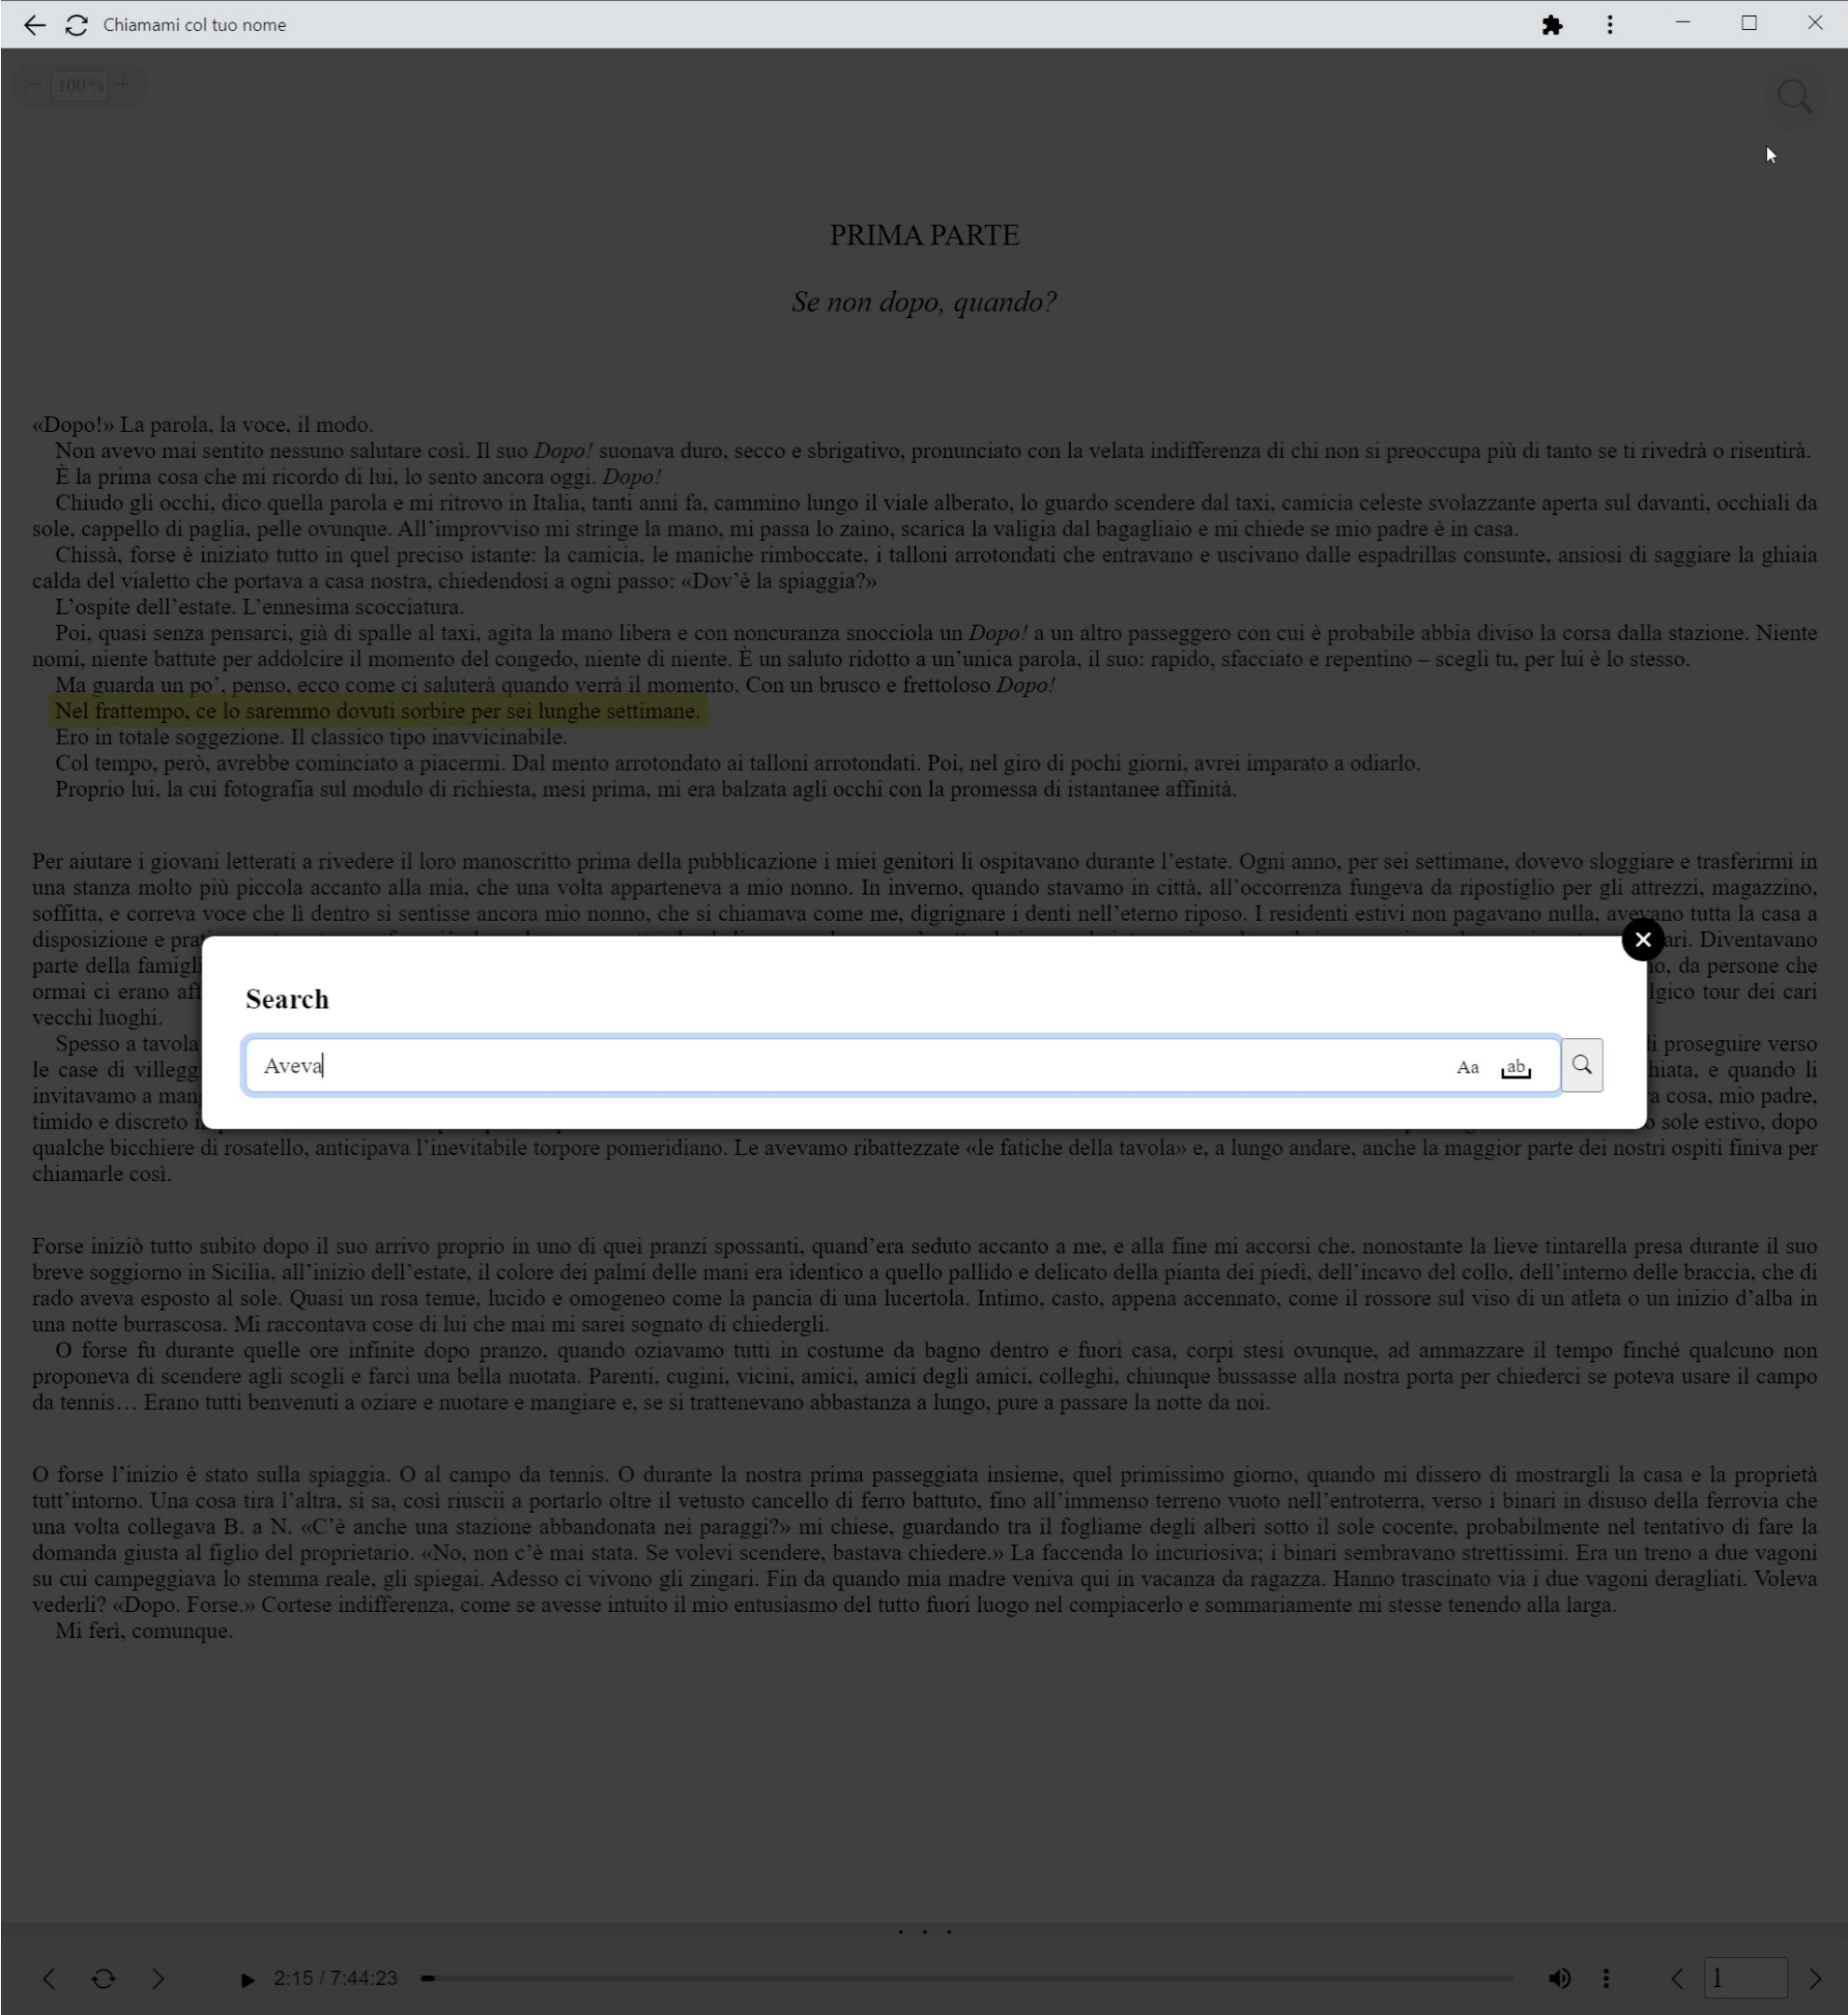 Chiamami col tuo nome
100%
PRIMA PARTE
Se non dopo, quando?
«Dopo!» La parola, la voce, il modo.
Non avevo mai sentito nessuno salutare così. Il suo Dopo! suonava duro, secco e sbrigativo, pronunciato con la velata indifferenza di chi non si preoccupa più di tanto se ti rivedrà o risentirà.
È la prima cosa che mi ricordo di lui, lo sento ancora oggi. Dopo!
Chiudo gli occhi, dico quella parola e mi ritrovo in Italia, tanti anni fa, cammino lungo il viale alberato, lo guardo scendere dal taxi, camicia celeste svolazzante aperta sul davanti, occhiali da
sole, cappello di paglia, pelle ovunque. All'improvviso mi stringe la mano, mi passa lo zaino, scarica la valigia dal bagagliaio e mi chiede se mio padre è in casa.
Chissà, forse è iniziato tutto in quel preciso istante: la camicia, le maniche rimboccate, i talloni arrotondati che entravano e uscivano dalle espadrillas consunte, ansiosi di saggiare la ghiaia
calda del vialetto che portava a casa nostra, chiedendosi a ogni passo: «Dov'è la spiaggia?»
L'ospite dell'estate. L'ennesima scocciatura.
Poi, quasi senza pensarci, già di spalle al taxi, agita la mano libera e con noncuranza snocciola un Dopo! a un altro passeggero con cui è probabile abbia diviso la corsa dalla stazione. Niente
nomi, niente battute per addolcire il momento del congedo, niente di niente. È un saluto ridotto a un'unica parola, il suo: rapido, sfacciato e repentino – scegli tu, per lui è lo stesso.
Ma guarda un po', penso, ecco come ci saluterà quando verrà il momento. Con un brusco e frettoloso Dopo!
Nel frattempo, ce lo saremmo dovuti sorbire per sei lunghe settimane.
Ero in totale soggezione. Il classico tipo inavvicinabile.
Col tempo, però, avrebbe cominciato a piacermi. Dal mento arrotondato ai talloni arrotondati. Poi, nel giro di pochi giorni, avrei imparato a odiarlo.
Proprio lui, la cui fotografia sul modulo di richiesta, mesi prima, mi era balzata agli occhi con la promessa di istantanee affinità.
Per aiutare i giovani letterati a rivedere il loro manoscritto prima della pubblicazione i miei genitori li ospitavano durante l'estate. Ogni anno, per sei settimane, dovevo sloggiare e trasferirmi in
una stanza molto più piccola accanto alla mia, che una volta apparteneva a mio nonno. In inverno, quando stavamo in città, all'occorrenza fungeva da ripostiglio per gli attrezzi, magazzino,
soffitta, e correva voce che lì dentro si sentisse ancora mio nonno, che si chiamava come me, digrignare i denti nell'eterno riposo. I residenti estivi non pagavano nulla, avevano tutta la casa a
disposizione e Diventavano
parte della da persone che
ormai ci erano tour dei cari
vecchi luoghi.
Spesso a tavola proseguire verso
le case di e quando li
invitavamo a cosa, mio padre,
timido e discreto sole estivo, dopo
Search
Aveva
Aa ab
qualche bicchiere di rosatello, anticipava l'inevitabile torpore pomeridiano. Le avevamo ribattezzate «le fatiche della tavola» e, a lungo andare, anche la maggior parte dei nostri ospiti finiva per
chiamarle così.
Forse iniziò tutto subito dopo il suo arrivo proprio in uno di quei pranzi spossanti, quand'era seduto accanto a me, e alla fine mi accorsi che, nonostante la lieve tintarella presa durante il suo
breve soggiorno in Sicilia, all'inizio dell'estate, il colore dei palmi delle mani era identico a quello pallido e delicato della pianta dei piedi, dell'incavo del collo, dell'interno delle braccia, che di
rado aveva esposto al sole. Quasi un rosa tenue, lucido e omogeneo come la pancia di una lucertola. Intimo, casto, appena accennato, come il rossore sul viso di un atleta o un inizio d'alba in
una notte burrascosa. Mi raccontava cose di lui che mai mi sarei sognato di chiedergli.
O forse fu durante quelle ore infinite dopo pranzo, quando oziavamo tutti in costume da bagno dentro e fuori casa, corpi stesi ovunque, ad ammazzare il tempo finché qualcuno non
proponeva di scendere agli scogli e farci una bella nuotata. Parenti, cugini, vicini, amici, amici degli amici, colleghi, chiunque bussasse alla nostra porta per chiederci se poteva usare il campo
da tennis… Erano tutti benvenuti a oziare e nuotare e mangiare e, se si trattenevano abbastanza a lungo, pure a passare la notte da noi.
O forse l'inizio è stato sulla spiaggia. O al campo da tennis. O durante la nostra prima passeggiata insieme, quel primissimo giorno, quando mi dissero di mostrargli la casa e la proprietà
tutt'intorno. Una cosa tira l'altra, si sa, così riuscii a portarlo oltre il vetusto cancello di ferro battuto, fino all'immenso terreno vuoto nell'entroterra, verso i binari in disuso della ferrovia che
una volta collegava B. a N. «C'è anche una stazione abbandonata nei paraggi?» mi chiese, guardando tra il fogliame degli alberi sotto il sole cocente, probabilmente nel tentativo di fare la
domanda giusta al figlio del proprietario. «No, non c'è mai stata. Se volevi scendere, bastava chiedere.» La faccenda lo incuriosiva; i binari sembravano strettissimi. Era un treno a due vagoni
su cui campeggiava lo stemma reale, gli spiegai. Adesso ci vivono gli zingari. Fin da quando mia madre veniva qui in vacanza da ragazza. Hanno trascinato via i due vagoni deragliati. Voleva
vederli? «Dopo. Forse.» Cortese indifferenza, come se avesse intuito il mio entusiasmo del tutto fuori luogo nel compiacerlo e sommariamente mi stesse tenendo alla larga.
Mi ferì, comunque.
2:15 / 7:44:23
1